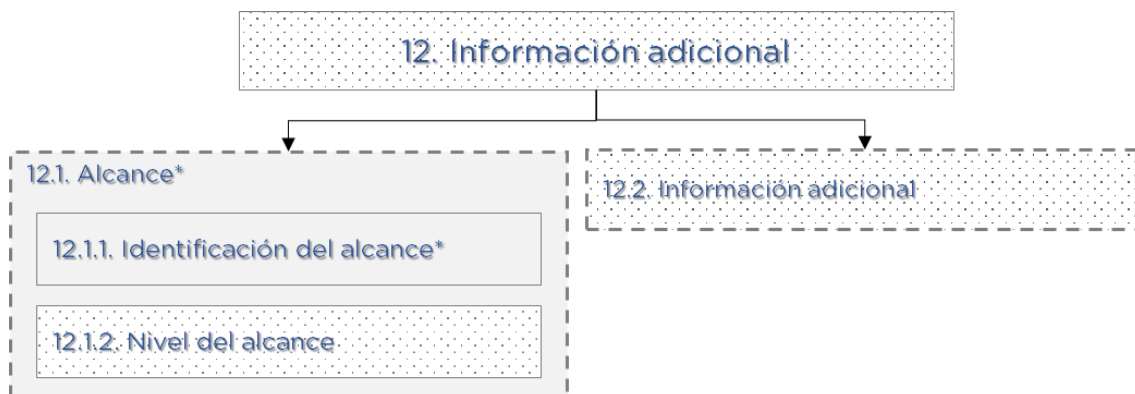 12. Información adicional
12.1. Alcance*
12.1.1. Identificación del alcance*
12.1.2. Nivel del alcance
12.2. Información adicional